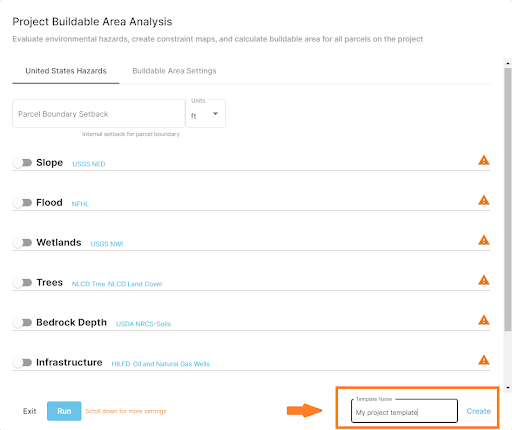 Project Buildable Area Analysis
Evaluate environmental hazards, create constraint maps, and calculate buildable area for all parcels on the project
United States Hazards Buildable Area Settings
Units
Parcel Boundary Setback ft
Internal setback for parcel boundary
Slope USGS NED
Flood NFHL
Wetlands USGS NWI
Trees NLCD Tree NLCD Land Cover
Bedrock Depth USDA NRCS-Soils
Infrastructure HILFD Oil and Natural Gas Wells
Template Name
Exit Run Scroll down for more settings My project template Create